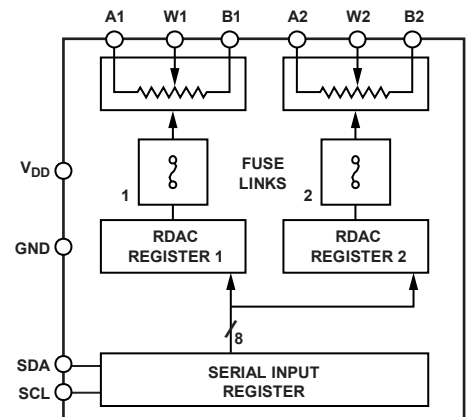 A1 W1 B1 A2 W2 B2
V_DD
FUSE
LINKS
1
2
GND
RDAC
REGISTER 1
RDAC
REGISTER 2
8
SDA
SCL
SERIAL INPUT
REGISTER